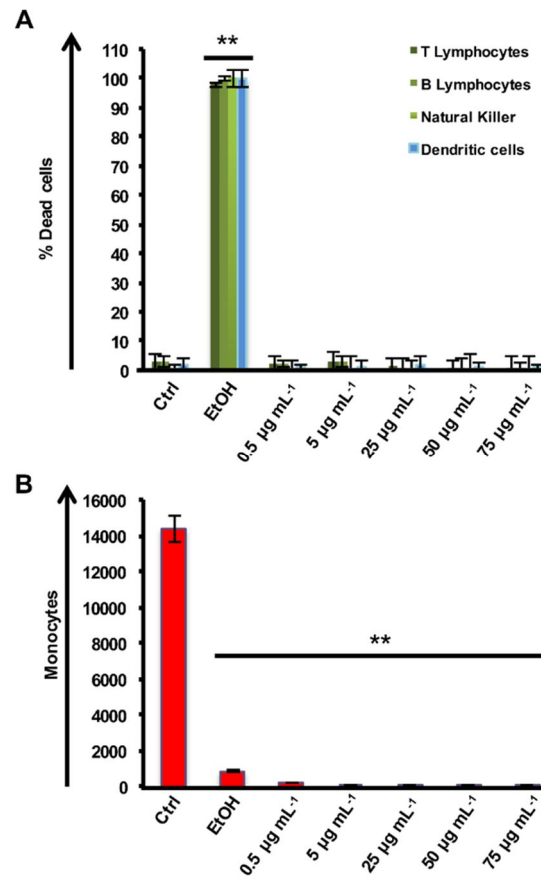 A
**
110
100
90
80
70
60
50
40
30
20
10
0
% Dead cells
T Lymphocytes
B Lymphocytes
Natural Killer
Dendritic cells
Ctrl
EtOH
0.5 µg mL-1
5 µg mL-1
25 µg mL-1
50 µg mL-1
75 µg mL-1
B
16000
14000
12000
10000
8000
6000
4000
2000
0
Monocytes
**
Ctrl
EtOH
0.5 µg mL-1
5 µg mL-1
25 µg mL-1
50 µg mL-1
75 µg mL-1